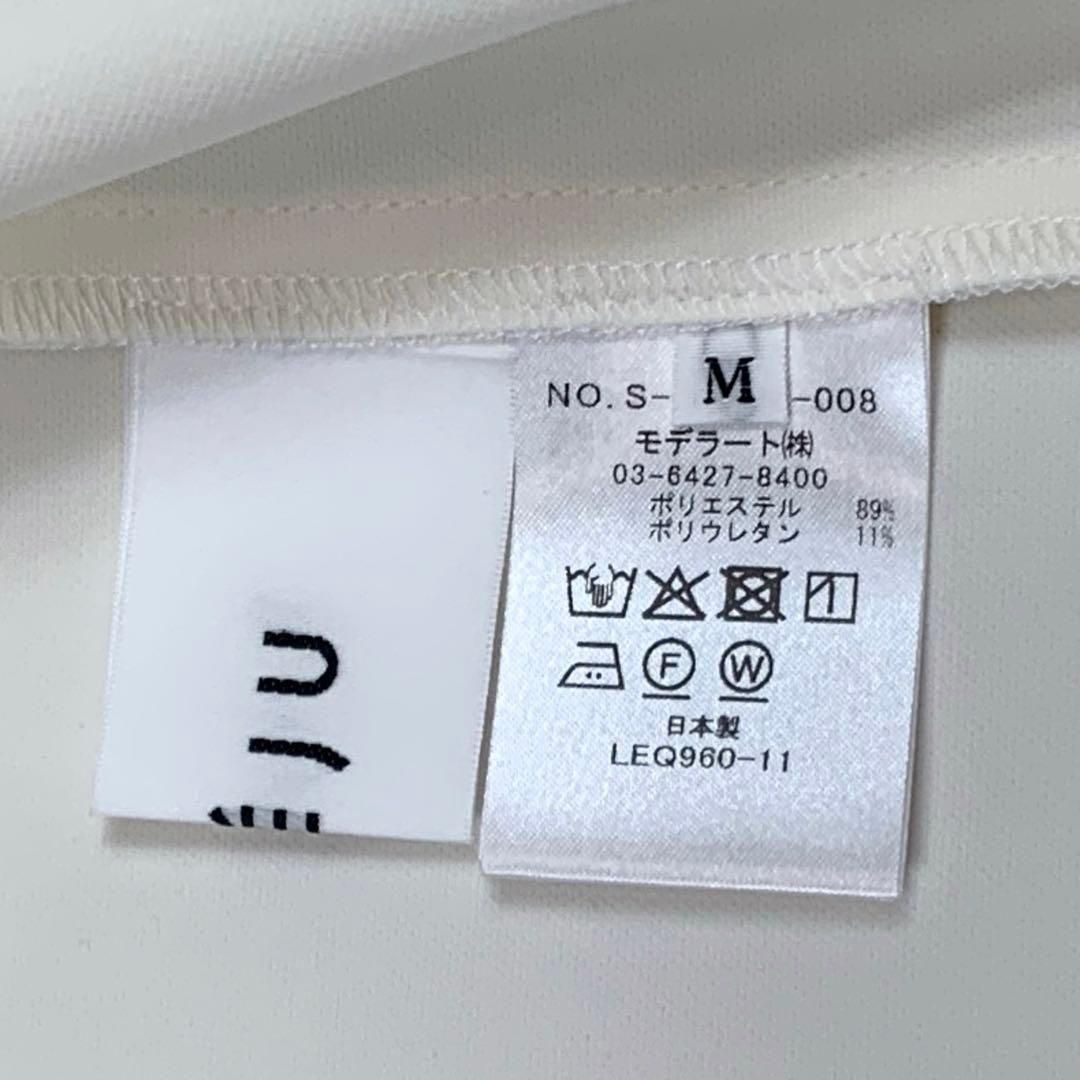 NO. S- M -008
モデラート㈱
03-6427-8400
ポリエステル 89%
ポリウレタン 11%
F W
日本製
LEQ960-11